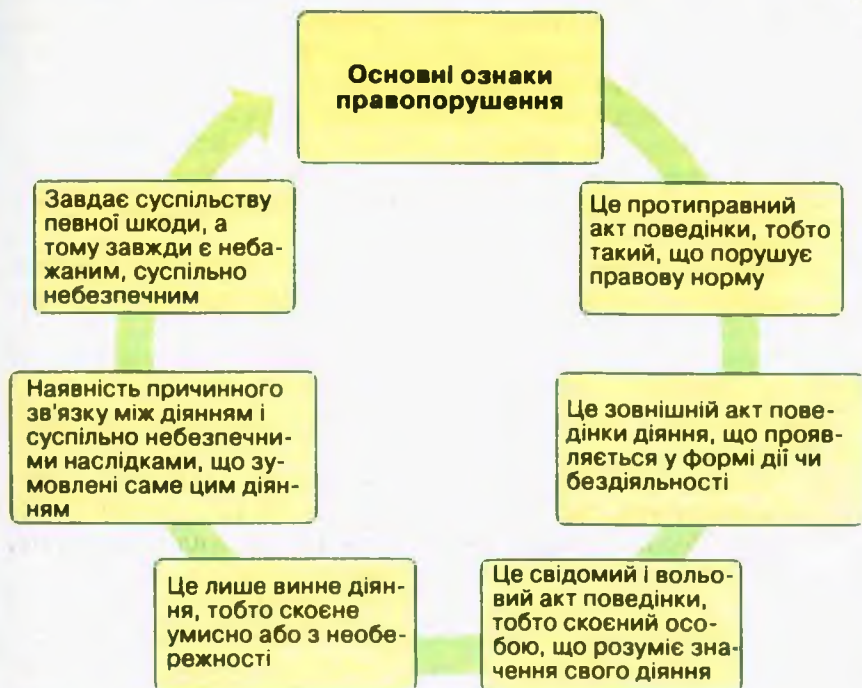 Основні ознаки
правопорушення
Це протиправний
акт поведінки, тобто
такий, що порушує
правову норму
Це зовнішній акт пове-
дінки діяння, що прояв-
ляється у формі дії чи
бездіяльності
Це свідомий і вольо-
вий акт поведінки,
тобто скоєний осо-
бою, що розуміє зна-
чення свого діяння
Це лише винне діян-
ня, тобто скоєне
умисно або з необе-
режності
Наявність причинного
зв'язку між діянням і
суспільно небезпечни-
ми наслідками, що зу-
мовлені саме цим діян-
ням
Завдає суспільству
певної шкоди, а
тому завжди є неба-
жаним, суспільно
небезпечним